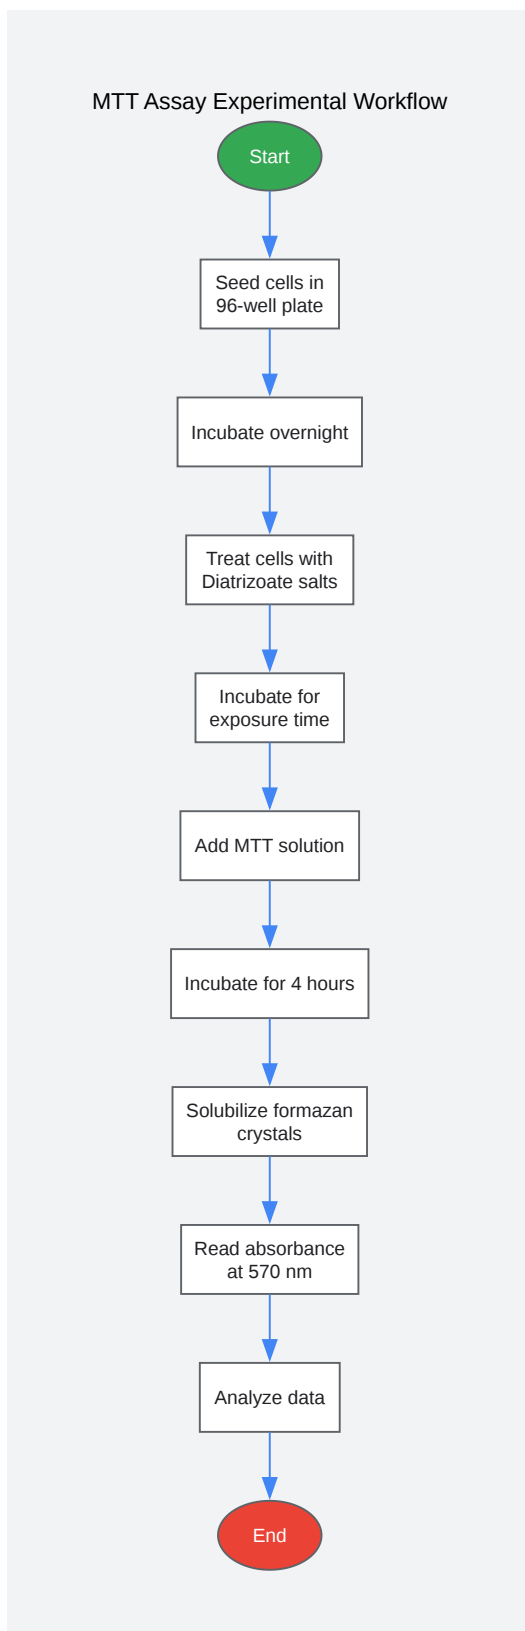 MTT Assay Experimental Workflow
Start
Seed cells in
96-well plate
Incubate overnight
Treat cells with
Diatrizoate salts
Incubate for
exposure time
Add MTT solution
Incubate for 4 hours
Solubilize formazan
crystals
Read absorbance
at 570 nm
Analyze data
End